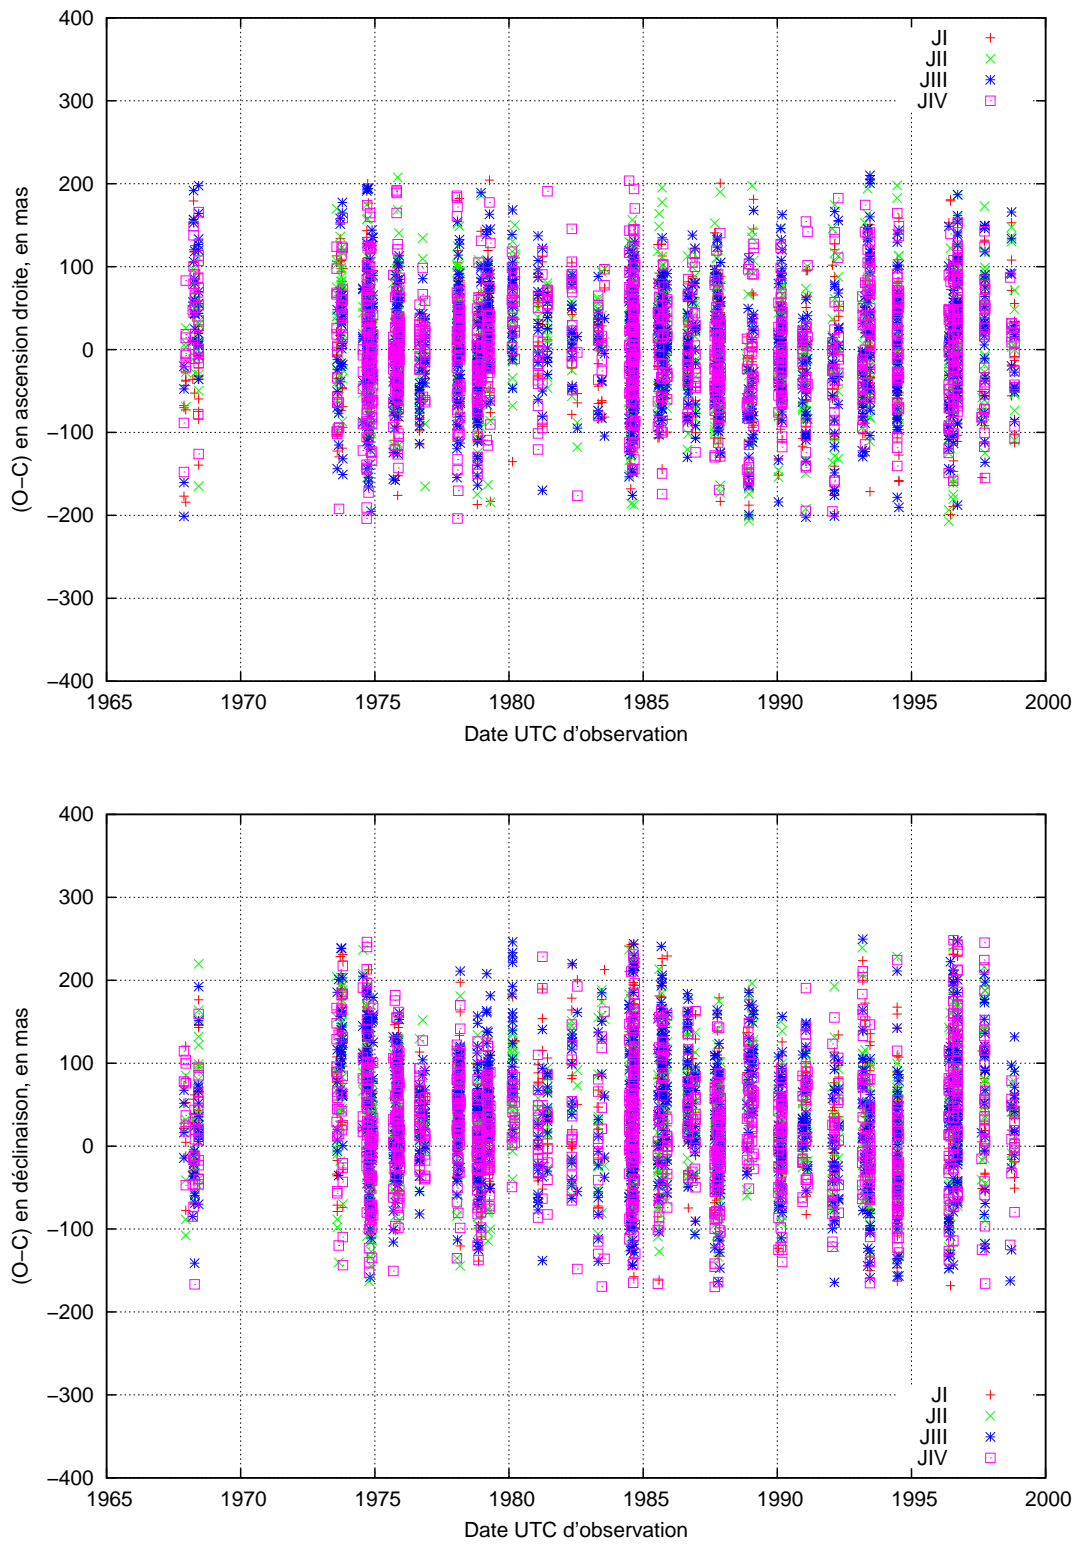 400
300
200
100
0
−100
−200
−300
−400
1965 1970 1975 1980 1985 1990 1995 2000
(O−C) en ascension droite, en mas
Date UTC d'observation
JI
JII
JIII
JIV
400
300
200
100
0
−100
−200
−300
−400
1965 1970 1975 1980 1985 1990 1995 2000
(O−C) en déclinaison, en mas
Date UTC d'observation
JI
JII
JIII
JIV